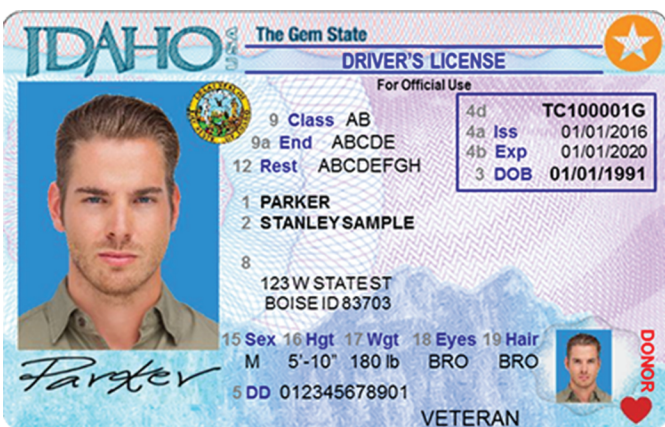 IDAHO USA The Gem State
DRIVER'S LICENSE
For Official Use
9 Class AB
9a End ABCDE
12 Rest ABCDEFGH
4d TC100001G
4a Iss 01/01/2016
4b Exp 01/01/2020
3 DOB 01/01/1991
1 PARKER
2 STANLEY SAMPLE
8
123 W STATE ST
BOISE ID 83703
15 Sex 16 Hgt 17 Wgt 18 Eyes 19 Hair
M 5'-10" 180 lb BRO BRO
5 DD 012345678901
Parker
VETERAN
DONOR